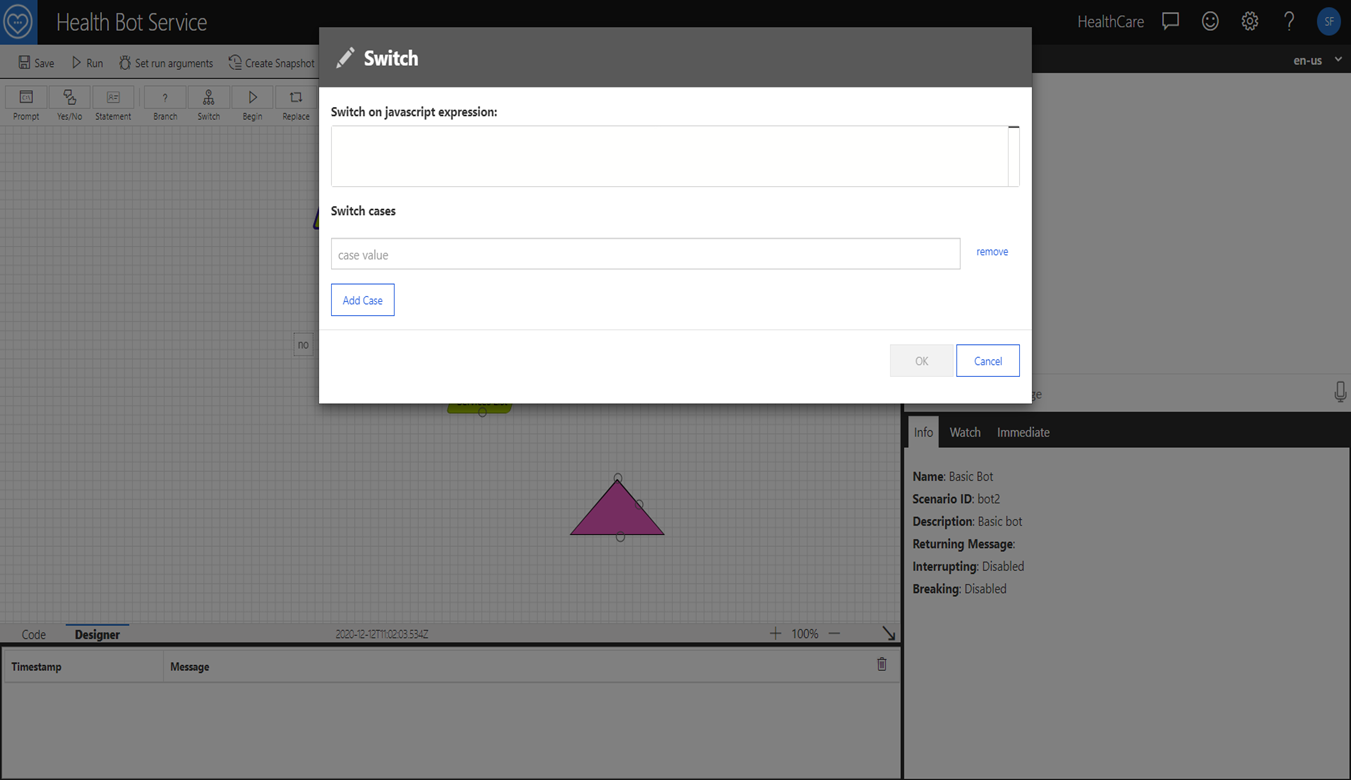 Health Bot Service
HealthCare
SF
Save Run Set run arguments Create Snapshot
en-us
Switch
Prompt Yes/No Statement Branch Switch Begin Replace
Switch on javascript expression:
Switch cases
case value
remove
Add Case
no
OK
Cancel
Info Watch Immediate
Name: Basic Bot
Scenario ID: bot2
Description: Basic bot
Returning Message:
Interrupting: Disabled
Breaking: Disabled
Code Designer 2020-12-12T11:02:03.534Z 100%
Timestamp Message